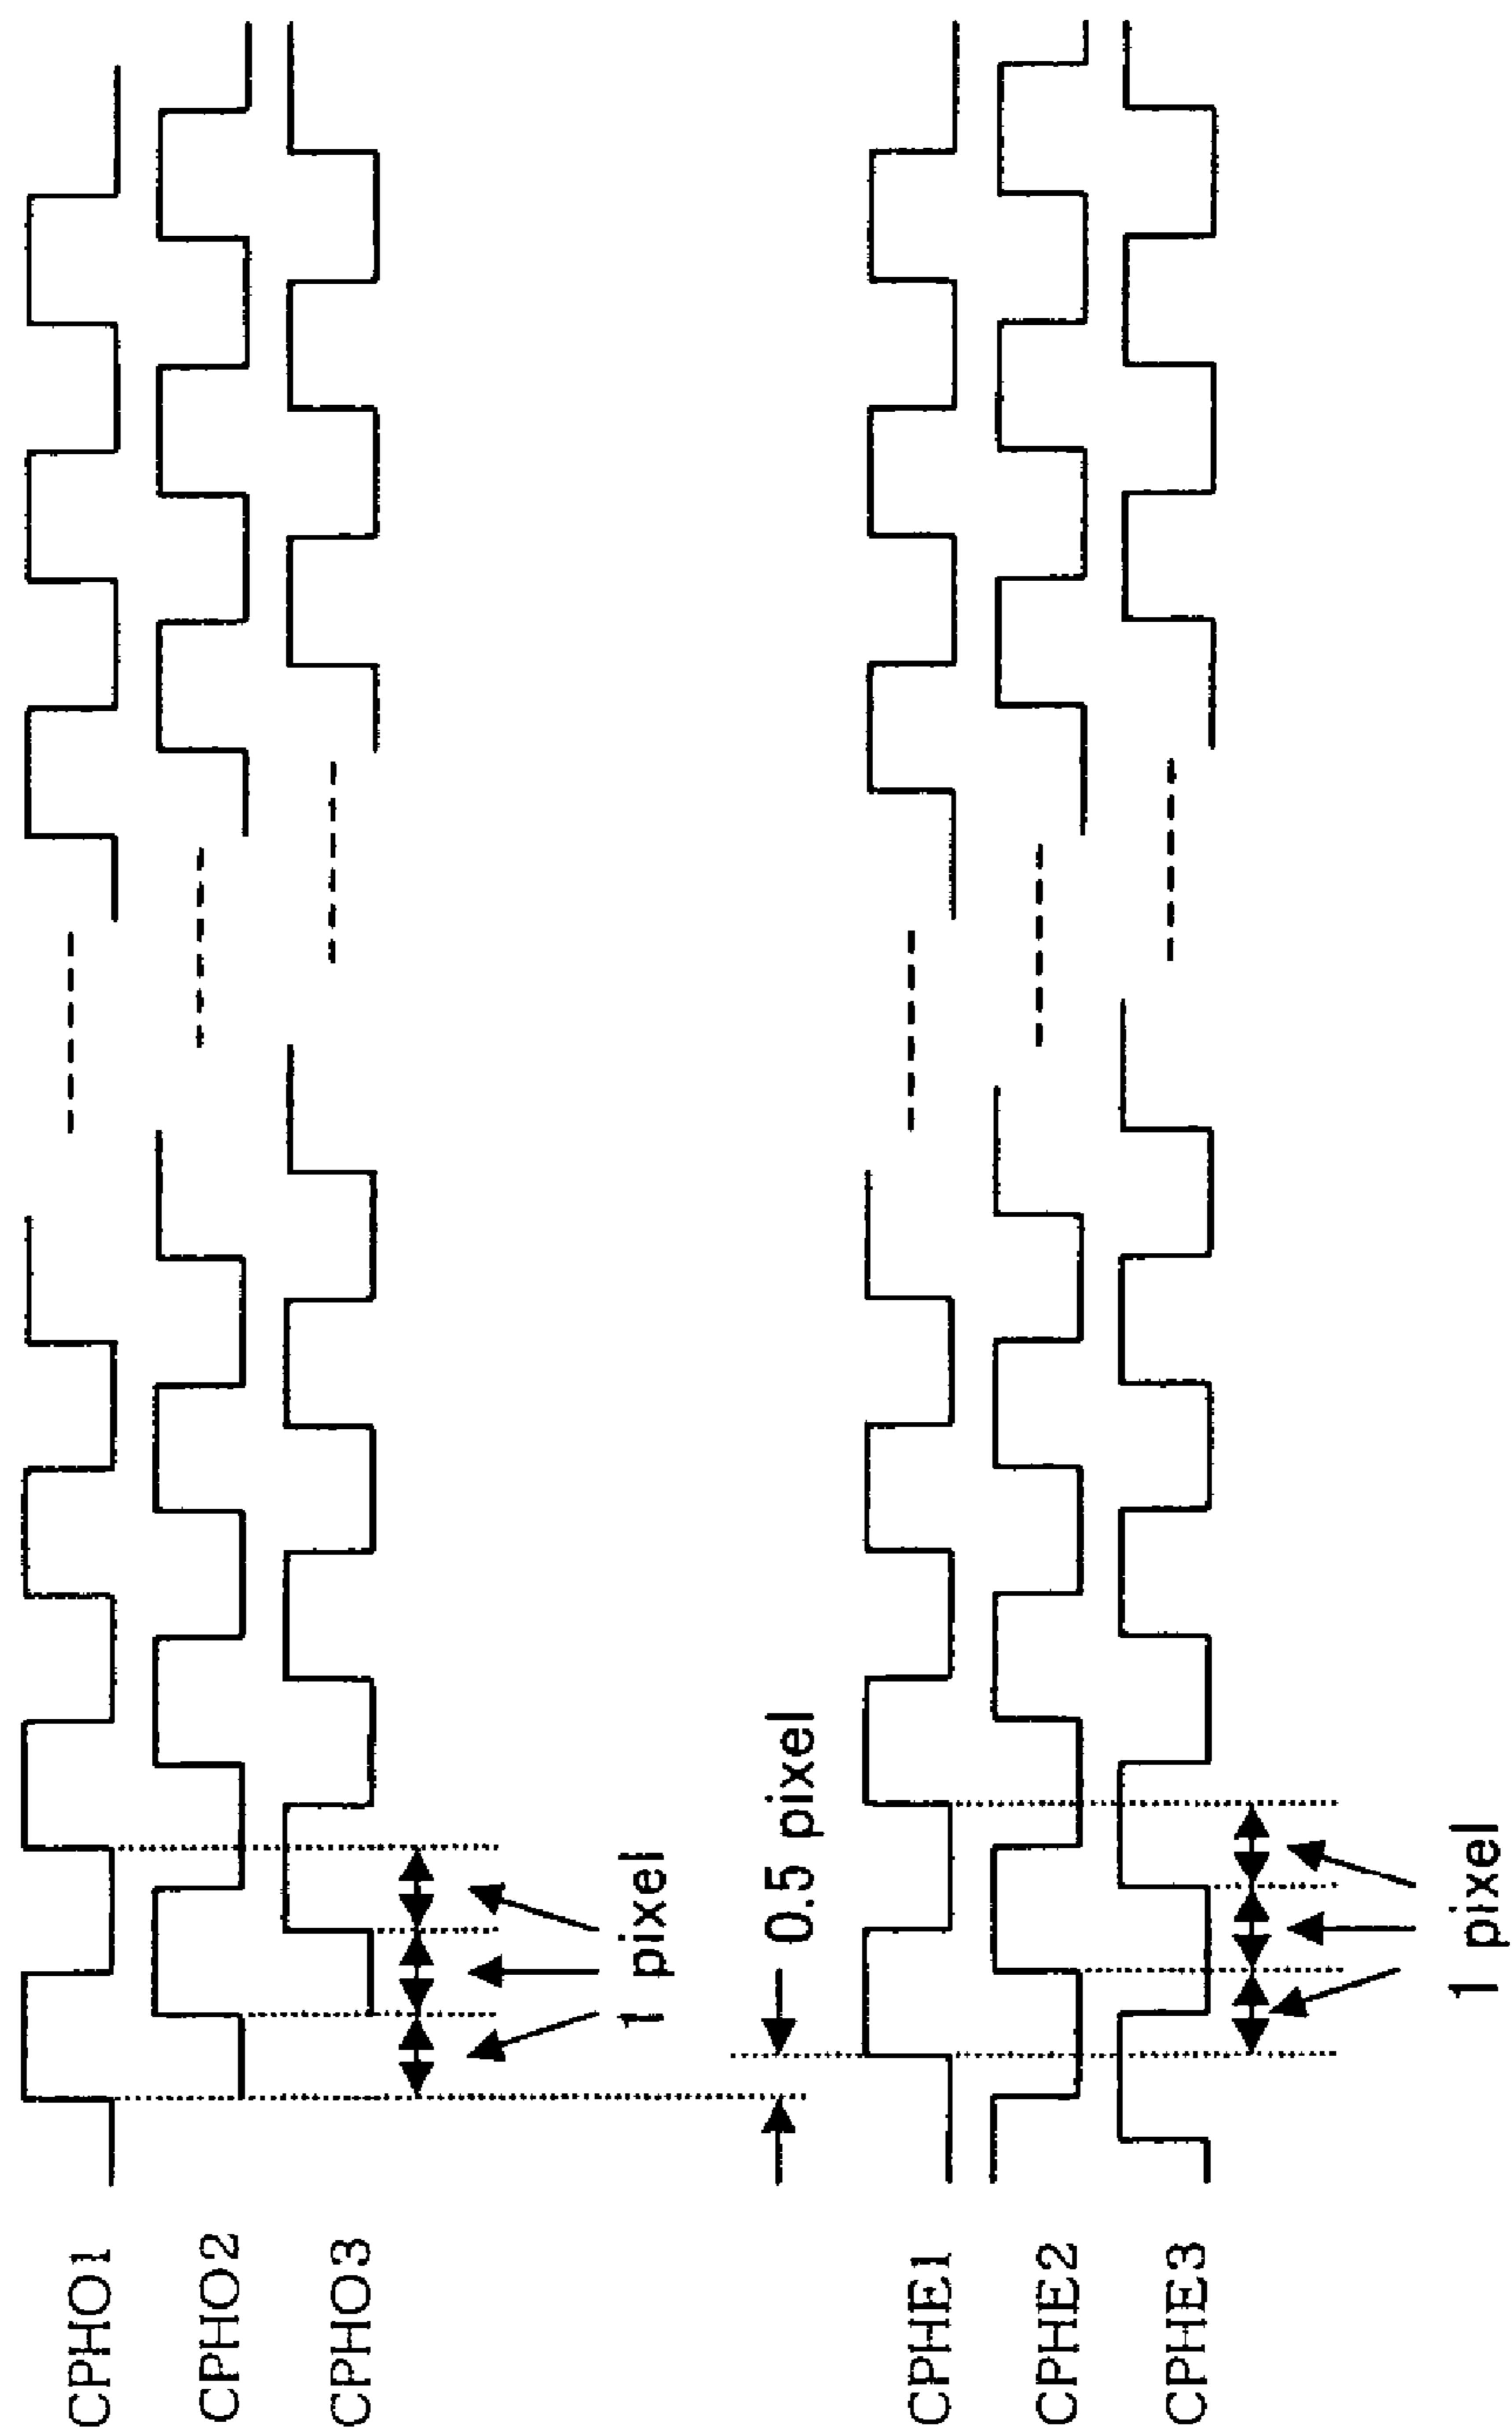 CPHO1
CPHO2
CPHO3
1 pixel
0.5 pixel
CPHE1
CPHE2
CPHE3
1 pixel